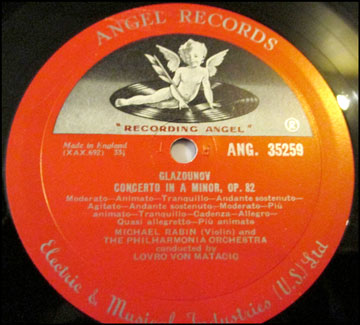 ANGEL RECORDS
"RECORDING ANGEL"
®
Made in England
(XAX.692) 33⅓
ANG. 35259
GLAZOUNOV
CONCERTO IN A MINOR, OP. 82
Moderato—Animato—Tranquillo—Andante sostenuto—
Agitato—Andante sostenuto—Moderato—Più
animato—Tranquillo—Cadenza—Allegro—
Quasi allegretto—Più animato
MICHAEL RABIN (Violin) and
THE PHILHARMONIA ORCHESTRA
conducted by
LOVRO VON MATACIC
Electric & Musical Industries (U.S.) Ltd